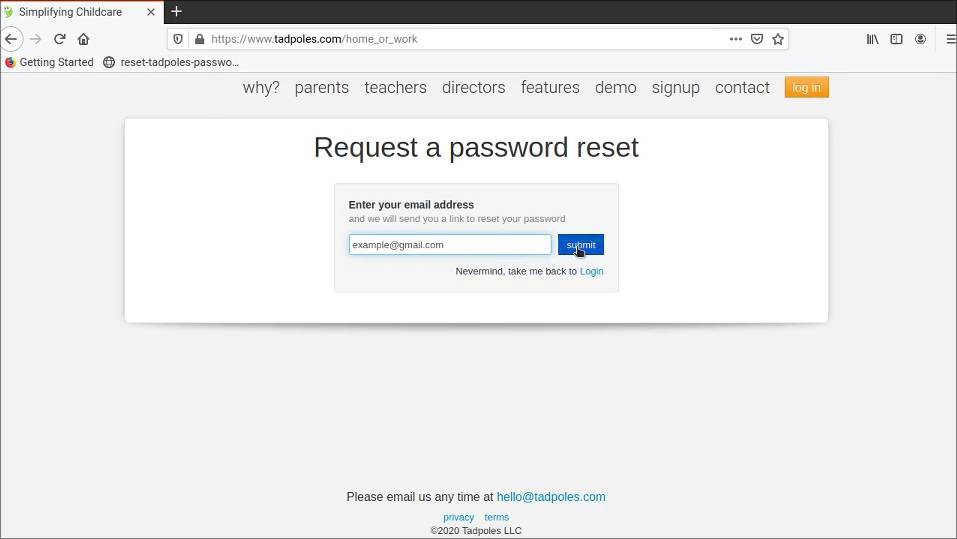 Simplifying Childcare
https://www.tadpoles.com/home_or_work
Getting Started reset-tadpoles-passwo...
why? parents teachers directors features demo signup contact log in
Request a password reset
Enter your email address
and we will send you a link to reset your password
example@gmail.com submit
Nevermind, take me back to Login
Please email us any time at hello@tadpoles.com
privacy terms
©2020 Tadpoles LLC